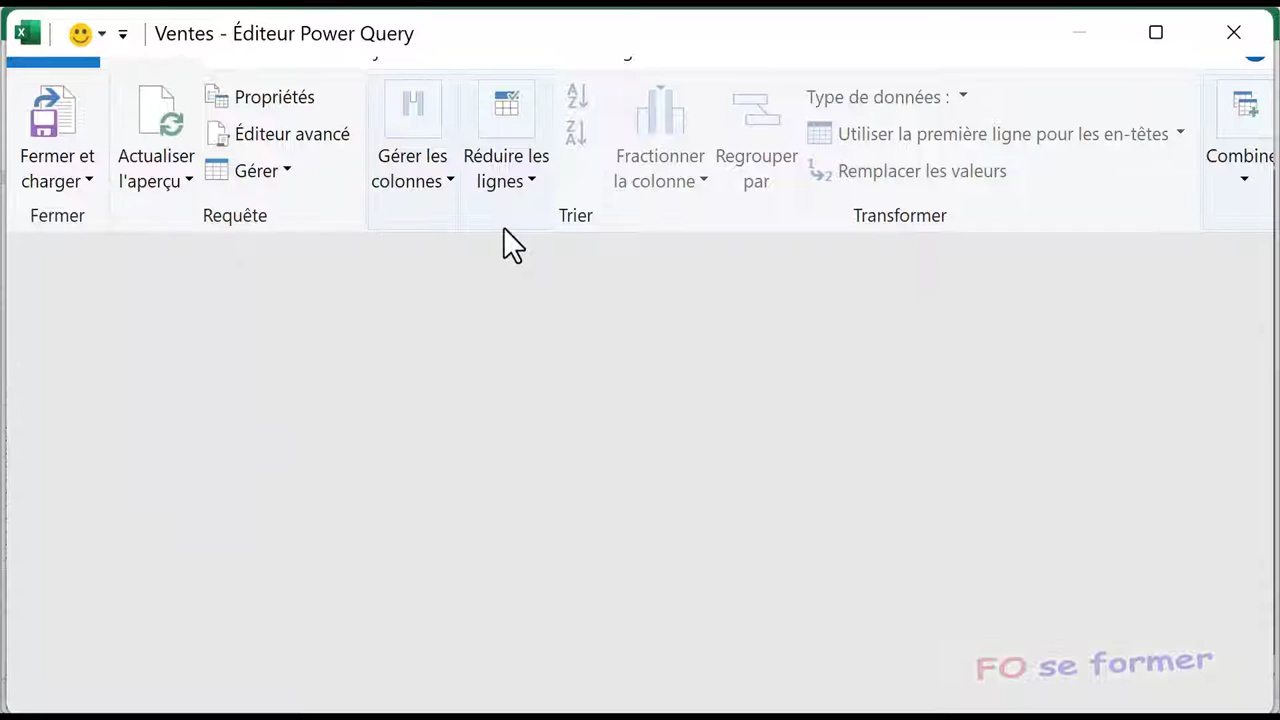 Ventes - Éditeur Power Query
Propriétés
Type de données :
Éditeur avancé
Utiliser la première ligne pour les en-têtes
Fermer et
charger
Actualiser
l'aperçu
Gérer
Gérer les
colonnes
Réduire les
lignes
Fractionner
la colonne
Regrouper
par
Remplacer les valeurs
Combine
Fermer
Requête
Trier
Transformer
FO se former